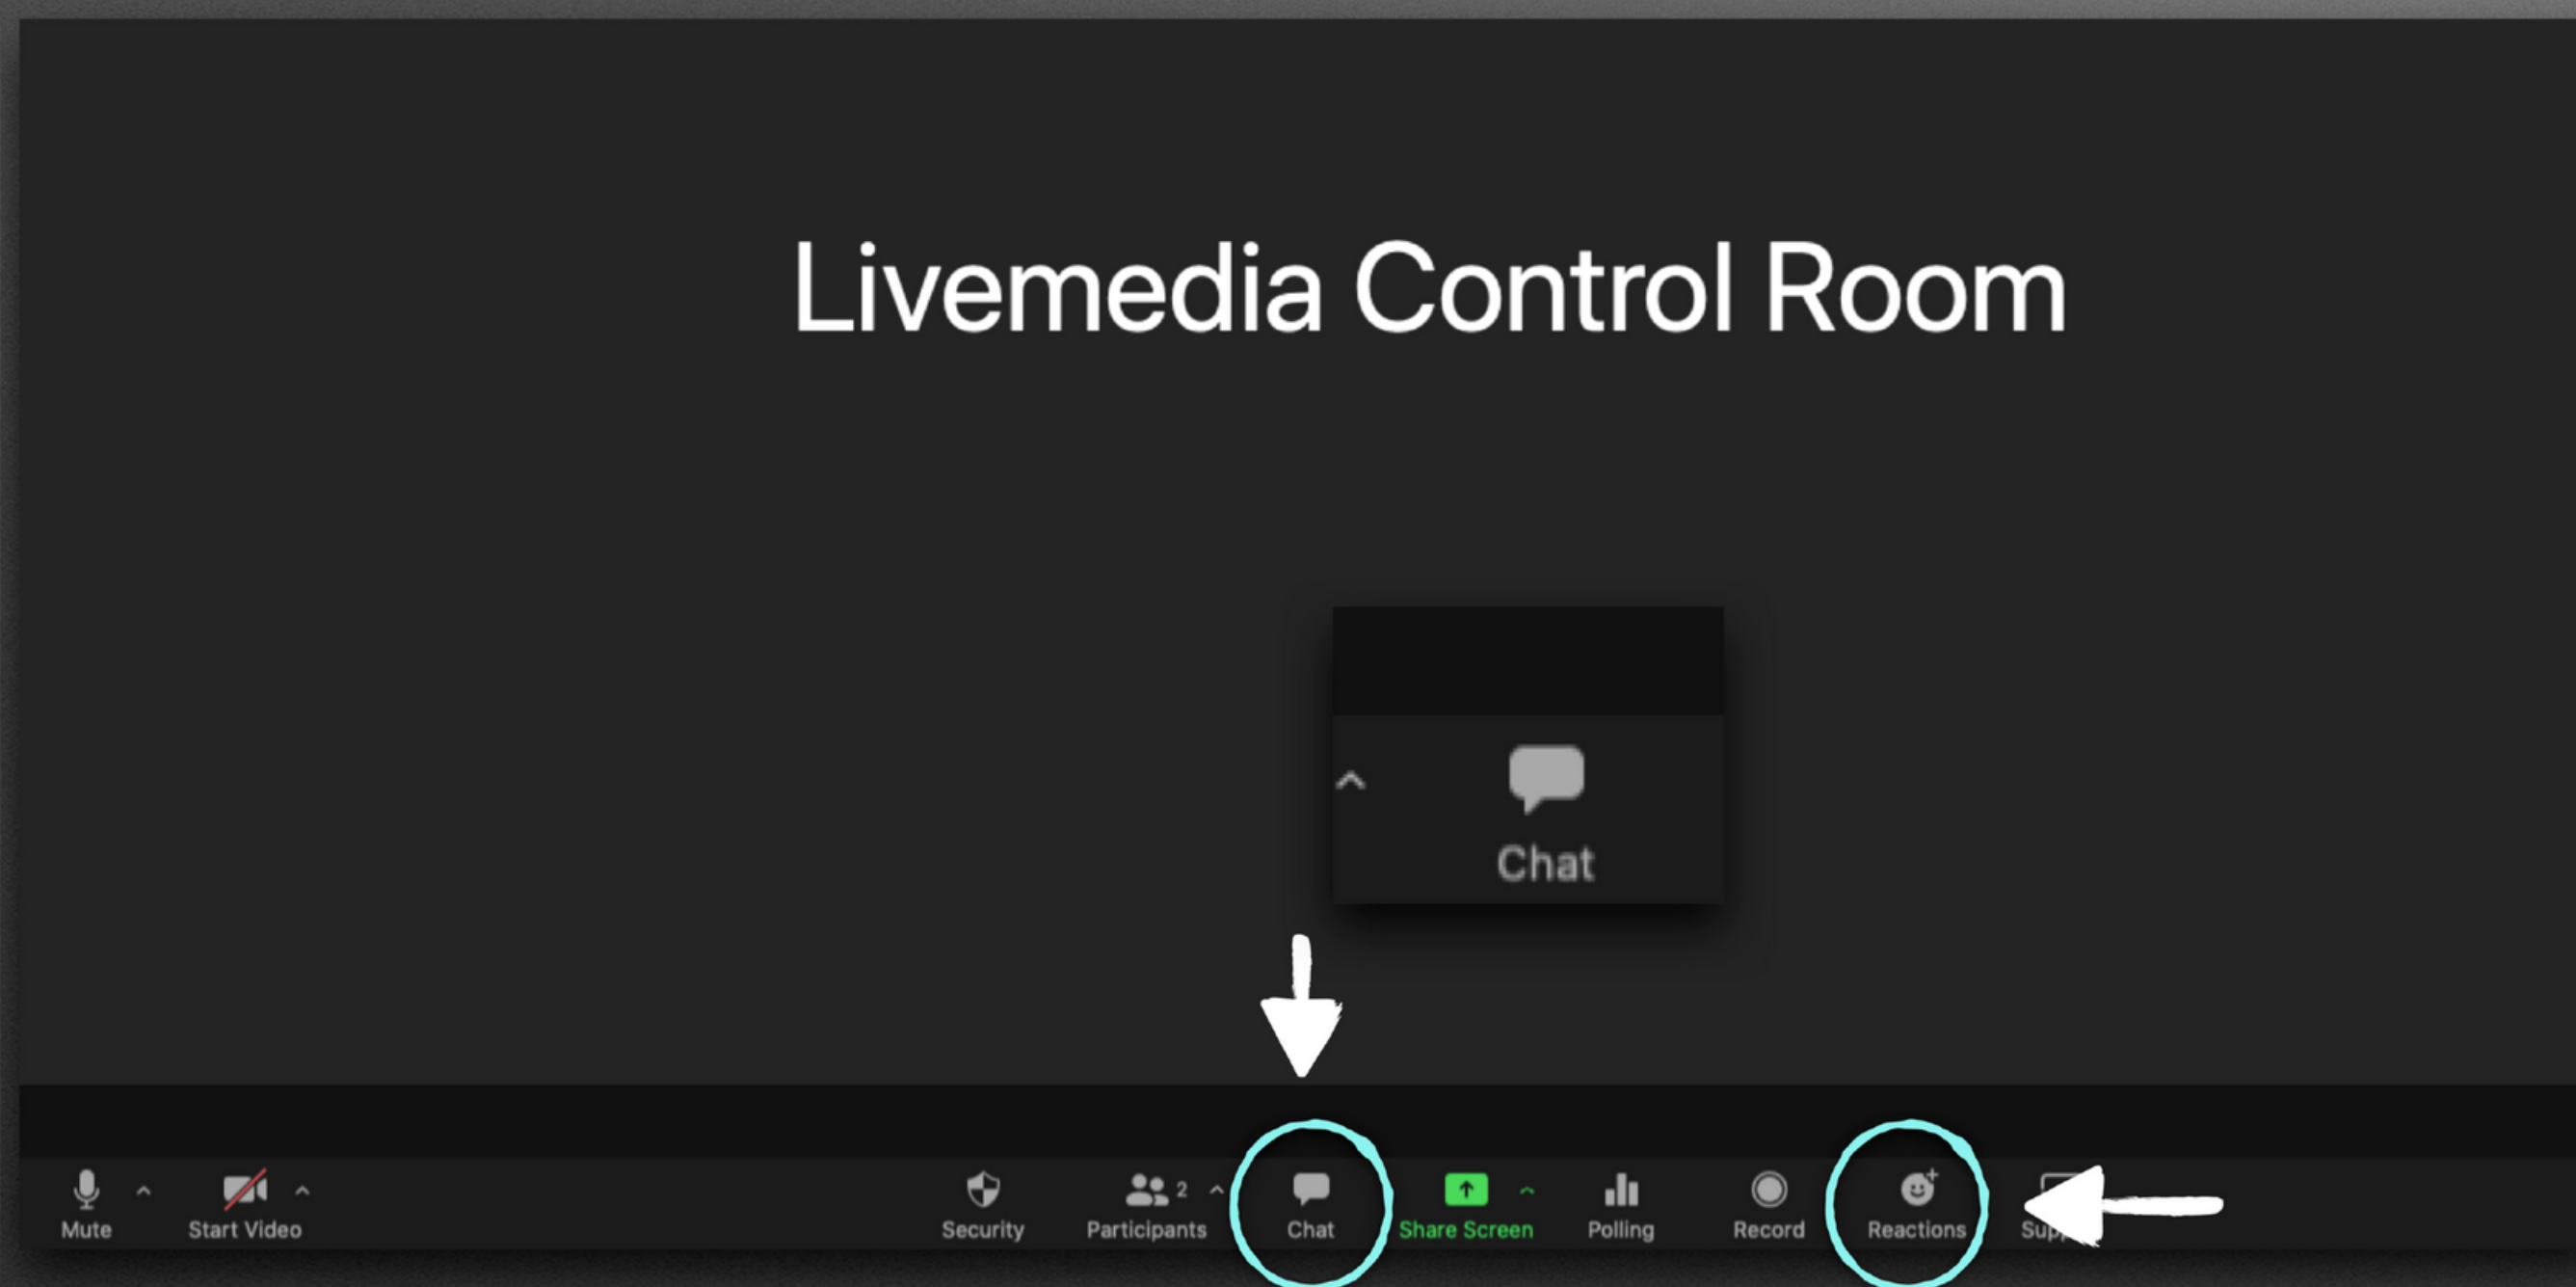 Livemedia Control Room
Chat
2
Mute Start Video Security Participants Chat Share Screen Polling Record Reactions